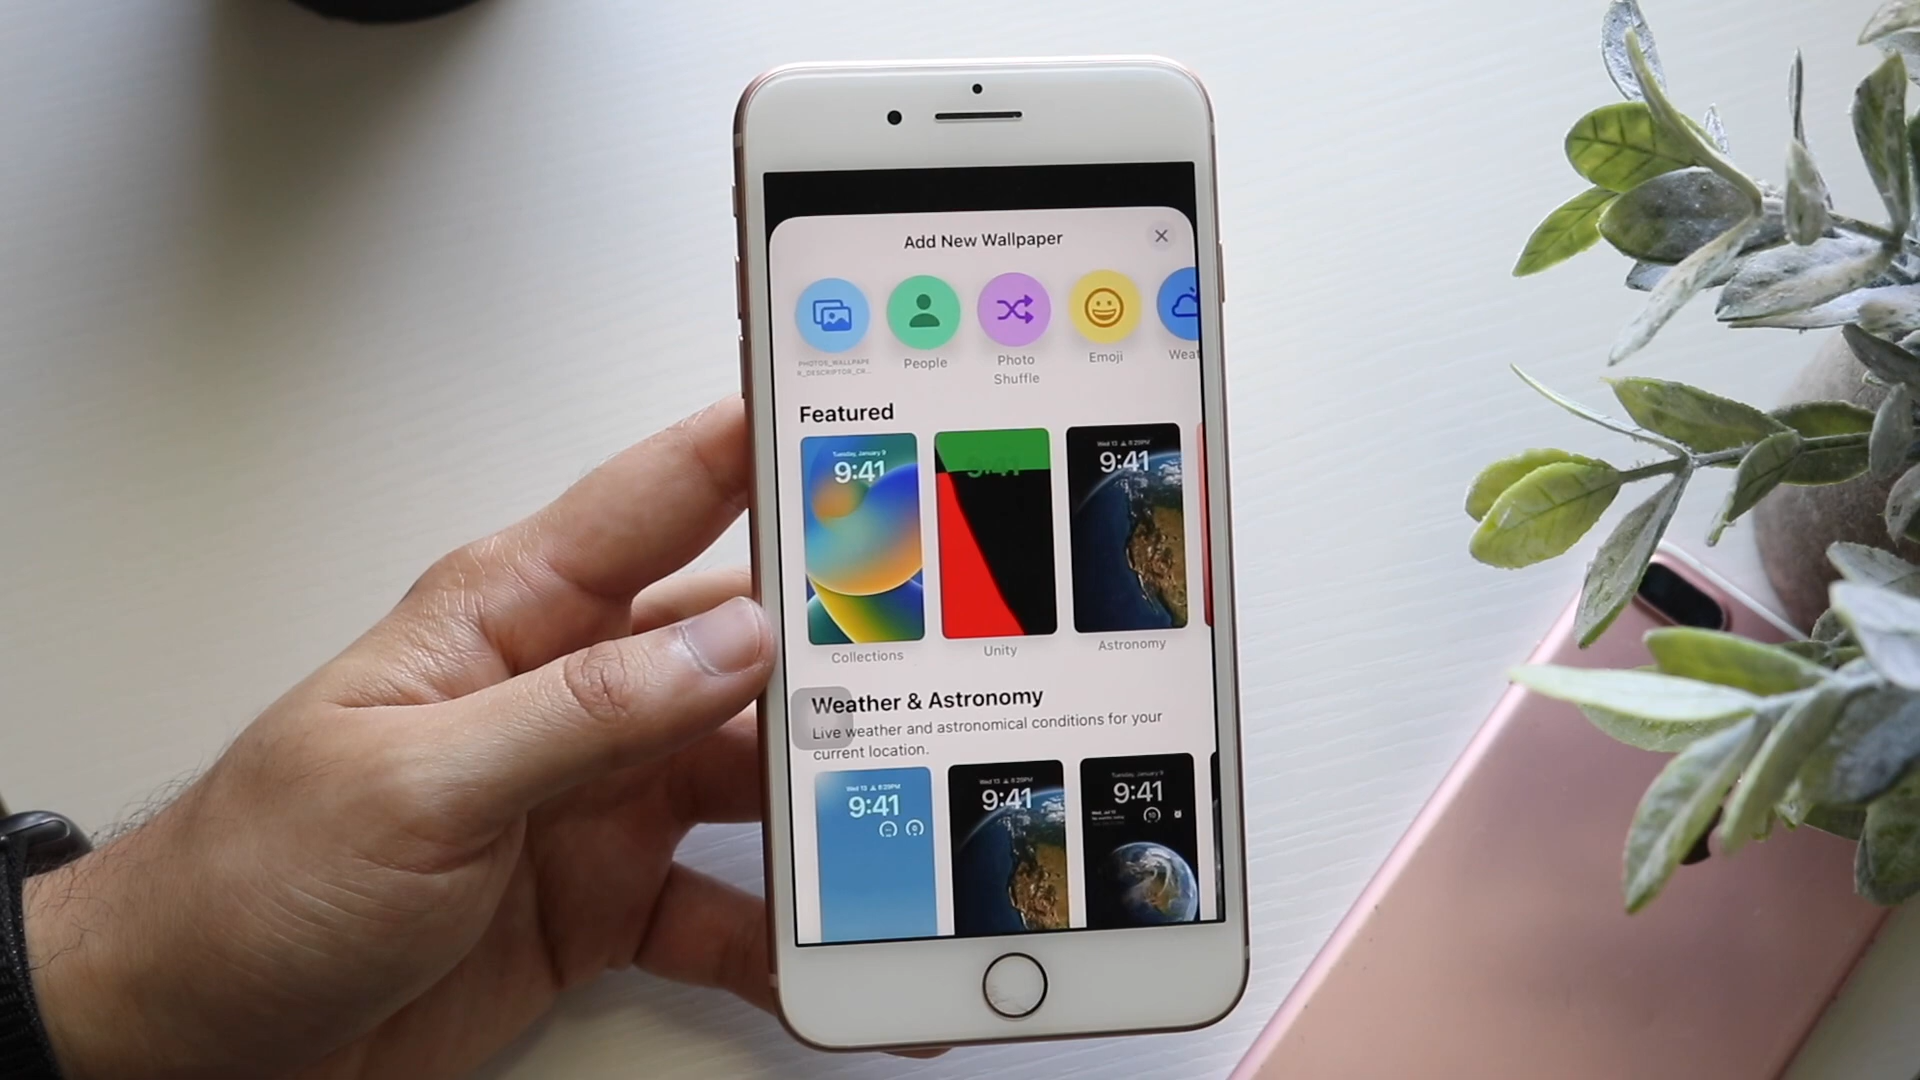 Add New Wallpaper
PHOTOS_WALLPAPE
R_DESCRIPTOR_CR...
People
Photo
Shuffle
Emoji
Weat
Featured
Tuesday, January 9
9:41
9:41
Wed 13 8:29PM
9:41
Collections
Unity
Astronomy
Weather & Astronomy
Live weather and astronomical conditions for your
current location.
Wed 13 8:29PM
9:41
Wed 13 8:29PM
9:41
Tuesday, January 9
9:41